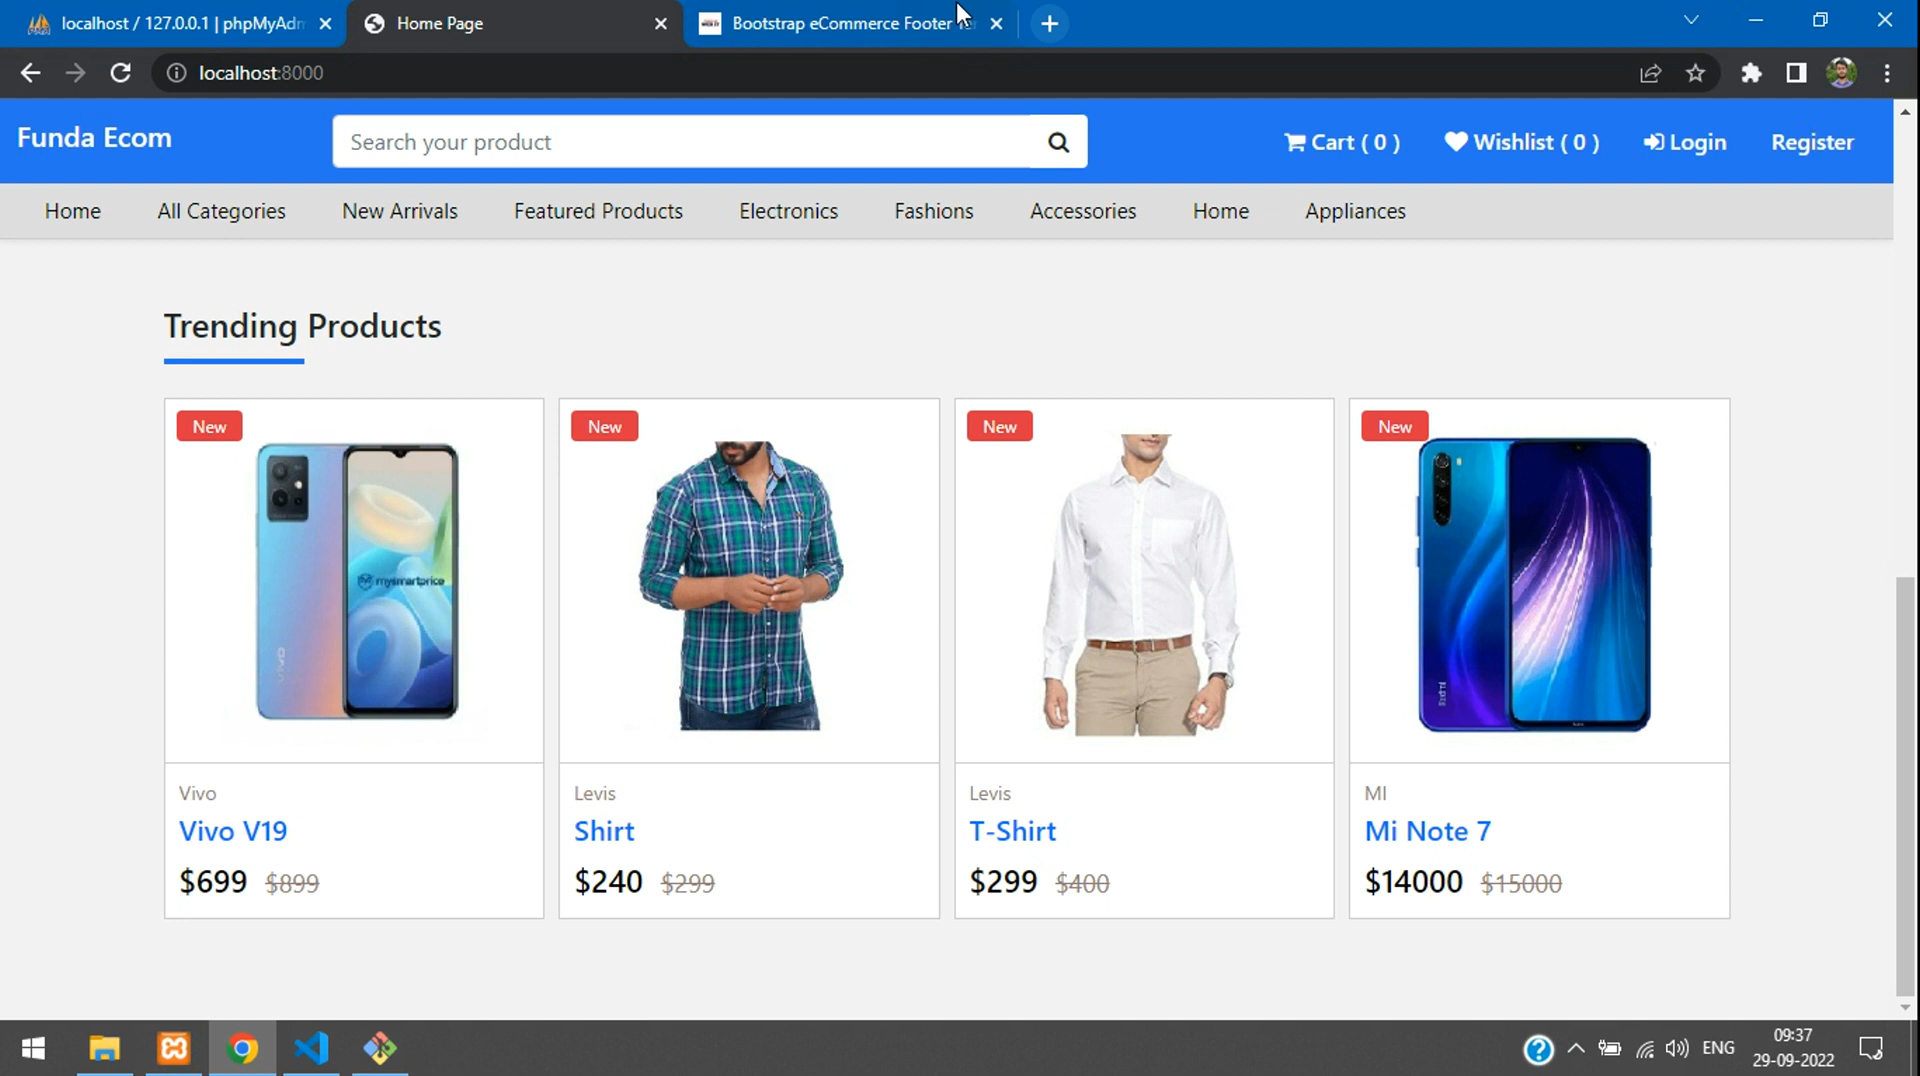 localhost / 127.0.0.1 | phpMyAdm
Home Page
Bootstrap eCommerce Footer
localhost:8000
Funda Ecom
Search your product
Cart ( 0 )
Wishlist ( 0 )
Login
Register
Home
All Categories
New Arrivals
Featured Products
Electronics
Fashions
Accessories
Home
Appliances
Trending Products
New
New
New
New
mysmartprice
vivo
Redmi
Vivo
Vivo V19
$699 $899
Levis
Shirt
$240 $299
Levis
T-Shirt
$299 $400
MI
Mi Note 7
$14000 $15000
ENG
09:37
29-09-2022